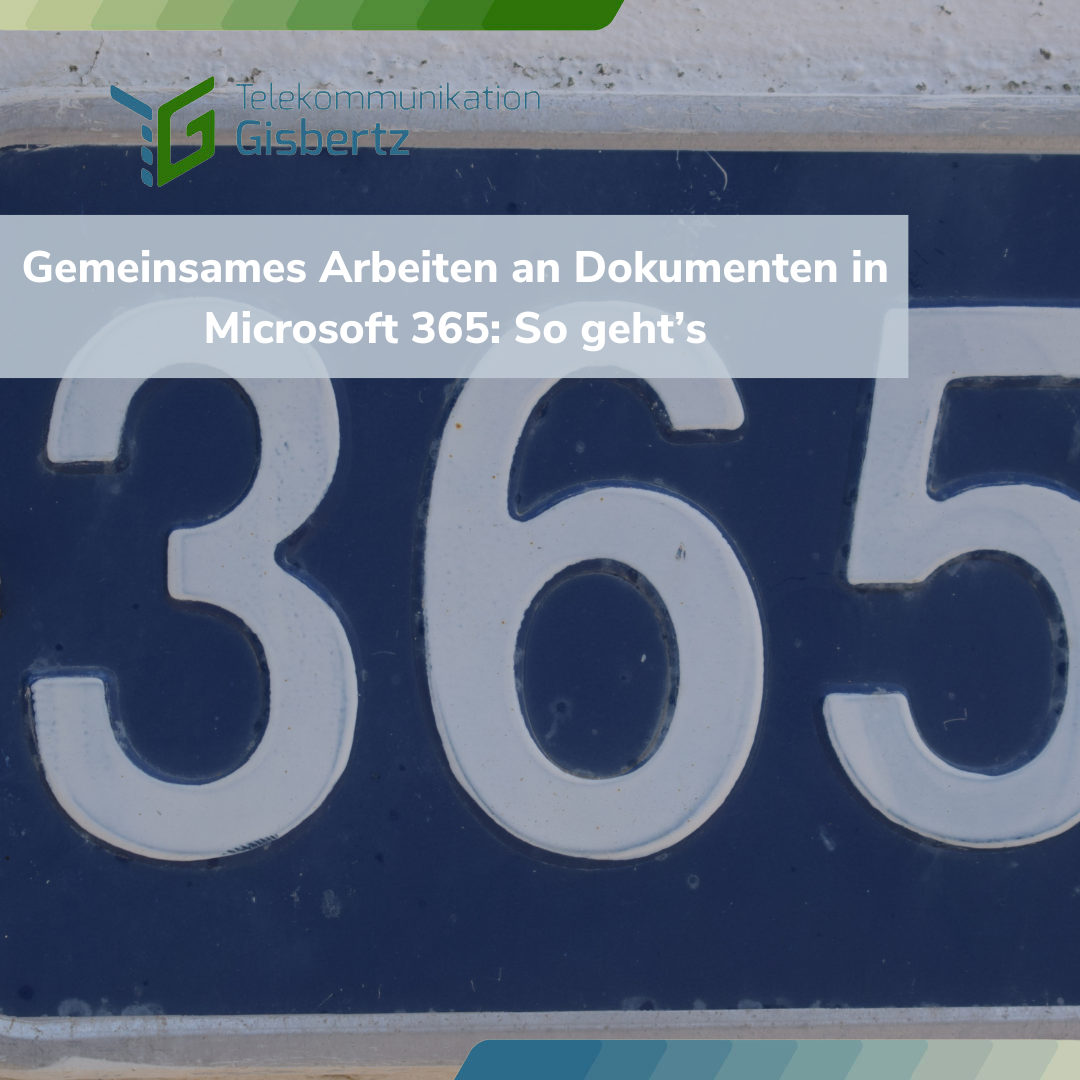 Telekommunikation
Gisbertz
Gemeinsames Arbeiten an Dokumenten in
Microsoft 365: So geht’s
365